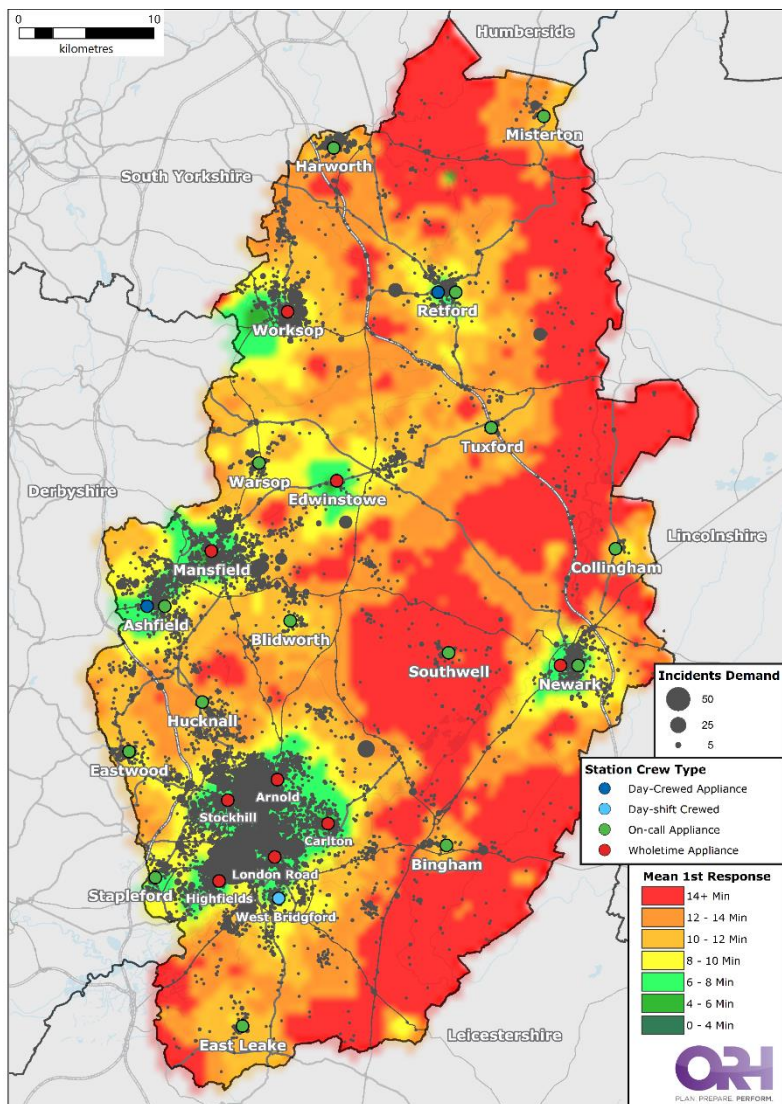 0 10
kilometres
Humberside
Misterton
Harworth
South Yorkshire
Retford
Worksop
Tuxford
Warsop
Edwinstowe
Derbyshire
Lincolnshire
Mansfield
Collingham
Ashfield
Blidworth
Southwell
Newark
Hucknall
Eastwood
Arnold
Stockhill
Carlton
Bingham
London Road
Stapleford
Highfields
West Bridgford
East Leake
Leicestershire
Incidents Demand
50
25
5
Station Crew Type
Day-Crewed Appliance
Day-shift Crewed
On-call Appliance
Wholetime Appliance
Mean 1st Response
14+ Min
12 - 14 Min
10 - 12 Min
8 - 10 Min
6 - 8 Min
4 - 6 Min
0 - 4 Min
ORH
PLAN. PREPARE. PERFORM.